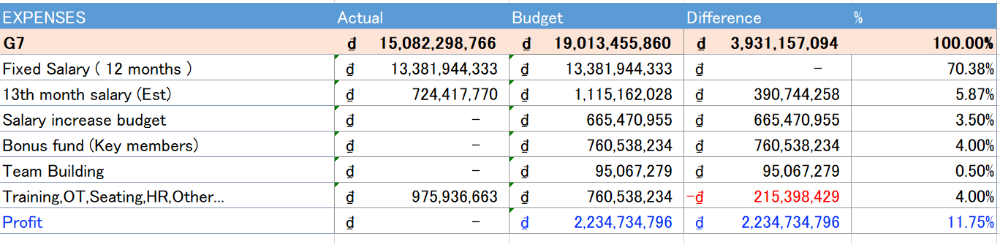 EXPENSES Actual Budget Difference %
G7 ₫ 15,082,298,766 ₫ 19,013,455,860 ₫ 3,931,157,094 100.00%
Fixed Salary ( 12 months ) ₫ 13,381,944,333 ₫ 13,381,944,333 ₫ - 70.38%
13th month salary (Est) ₫ 724,417,770 ₫ 1,115,162,028 ₫ 390,744,258 5.87%
Salary increase budget ₫ - ₫ 665,470,955 ₫ 665,470,955 3.50%
Bonus fund (Key members) ₫ - ₫ 760,538,234 ₫ 760,538,234 4.00%
Team Building ₫ - ₫ 95,067,279 ₫ 95,067,279 0.50%
Training,OT,Seating,HR,Other... ₫ 975,936,663 ₫ 760,538,234 -₫ 215,398,429 4.00%
Profit ₫ - ₫ 2,234,734,796 ₫ 2,234,734,796 11.75%